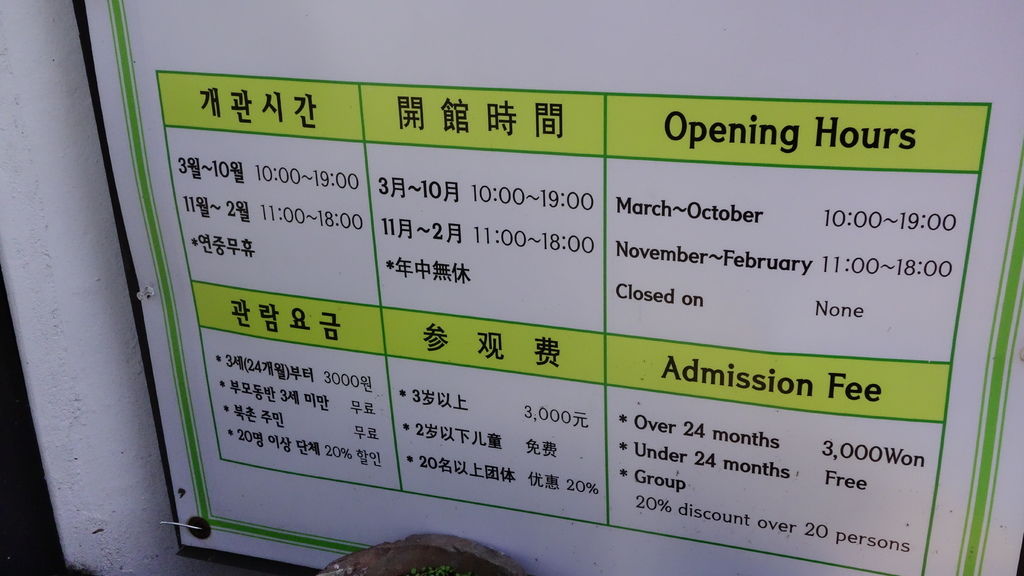 개관시간
3월~10월 10:00~19:00
11월~ 2월 11:00~18:00
*연중무휴
開館時間
3月~10月 10:00~19:00
11月~2月 11:00~18:00
*年中無休
Opening Hours
March~October 10:00~19:00
November~February 11:00~18:00
Closed on None
관람요금
* 3세(24개월)부터 3000원
* 부모동반 3세 미만 무료
* 북촌 주민 무료
* 20명 이상 단체 20% 할인
参观费
* 3岁以上 3,000元
* 2岁以下儿童 免费
* 20名以上团体 优惠 20%
Admission Fee
* Over 24 months 3,000Won
* Under 24 months Free
* Group
20% discount over 20 persons